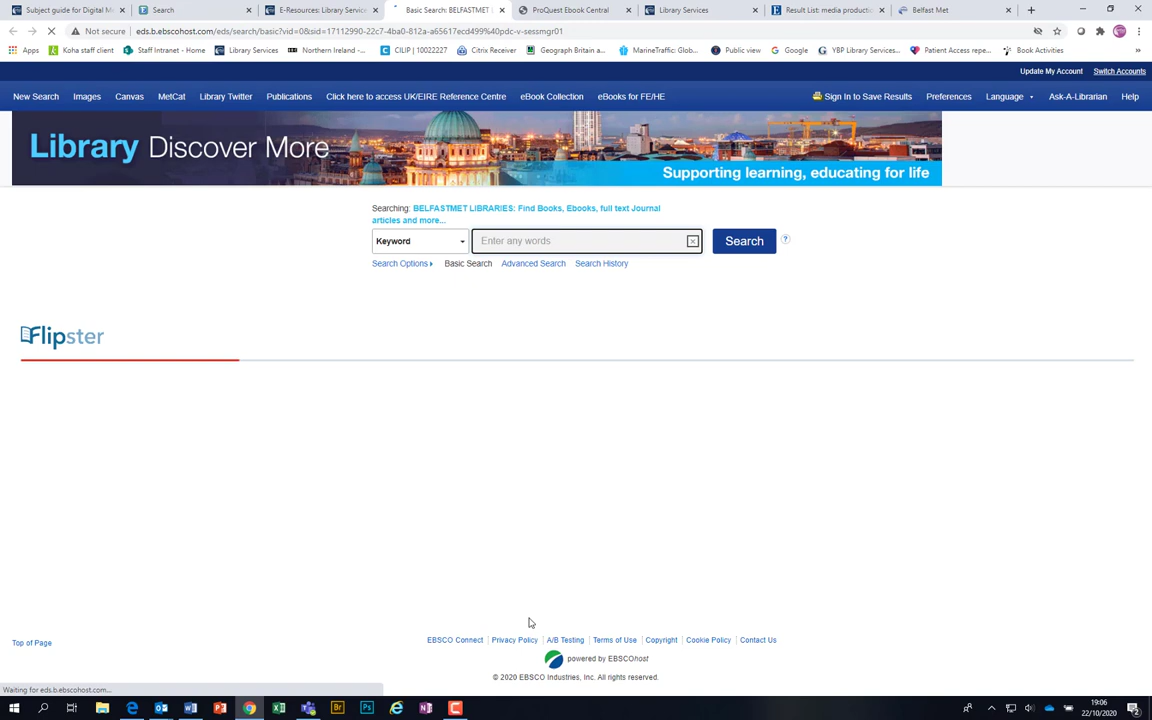 Subject guide for Digital M
Search
E-Resources: Library Service
Basic Search: BELFASTMET L
ProQuest Ebook Central
Library Services
Result List: media productio
Belfast Met
Not secure
eds.b.ebscohost.com/eds/search/basic?vid=0&sid=17112990-22c7-4ba0-812a-a65617ecd499%40pdc-v-sessmgr01
Apps
Koha staff client
Staff Intranet - Home
Library Services
Northern Ireland -...
CILIP | 10022227
Citrix Receiver
Geograph Britain a...
MarineTraffic Glob...
Public view
Google
YBP Library Services...
Patient Access repe...
Book Activities
»
Update My Account
Switch Accounts
New Search
Images
Canvas
MetCat
Library Twitter
Publications
Click here to access UK/EIRE Reference Centre
eBook Collection
eBooks for FE/HE
Sign In to Save Results
Preferences
Language
Ask-A-Librarian
Help
Library Discover More
Supporting learning, educating for life
Searching: BELFASTMET LIBRARIES: Find Books, Ebooks, full text Journal
articles and more...
Keyword
Enter any words
Search
?
Search Options
Basic Search
Advanced Search
Search History
Flipster
Top of Page
EBSCO Connect
Privacy Policy
A/B Testing
Terms of Use
Copyright
Cookie Policy
Contact Us
powered by EBSCOhost
© 2020 EBSCO Industries, Inc. All rights reserved.
Waiting for eds.b.ebscohost.com...
19:06
22/10/2020